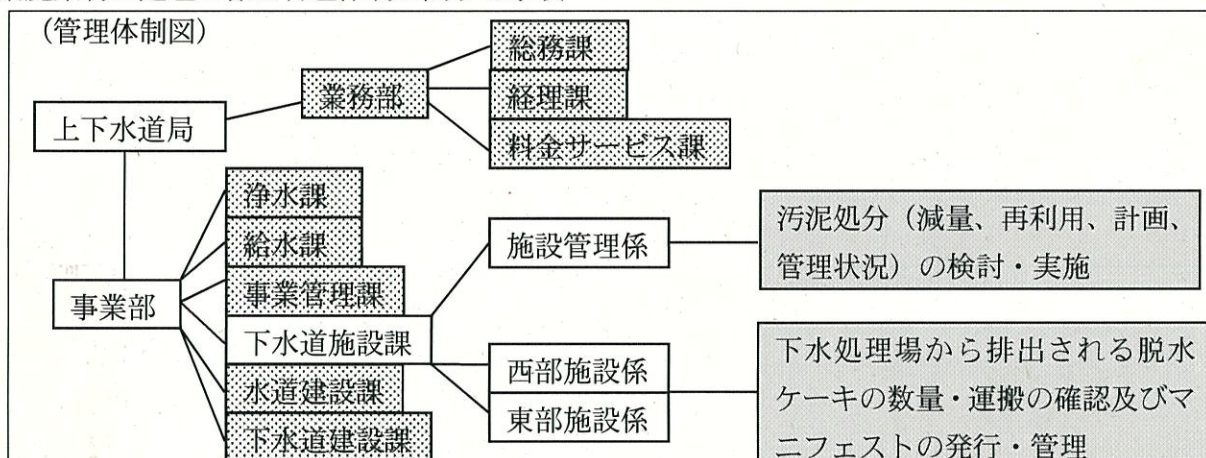 (管理体制図)
総務課
業務部
経理課
上下水道局
料金サービス課
浄水課
給水課
事業管理課
事業部
下水道施設課
水道建設課
下水道建設課
施設管理係
汚泥処分(減量、再利用、計画、
管理状況)の検討・実施
西部施設係
東部施設係
下水処理場から排出される脱水
ケーキの数量・運搬の確認及びマ
ニフェストの発行・管理